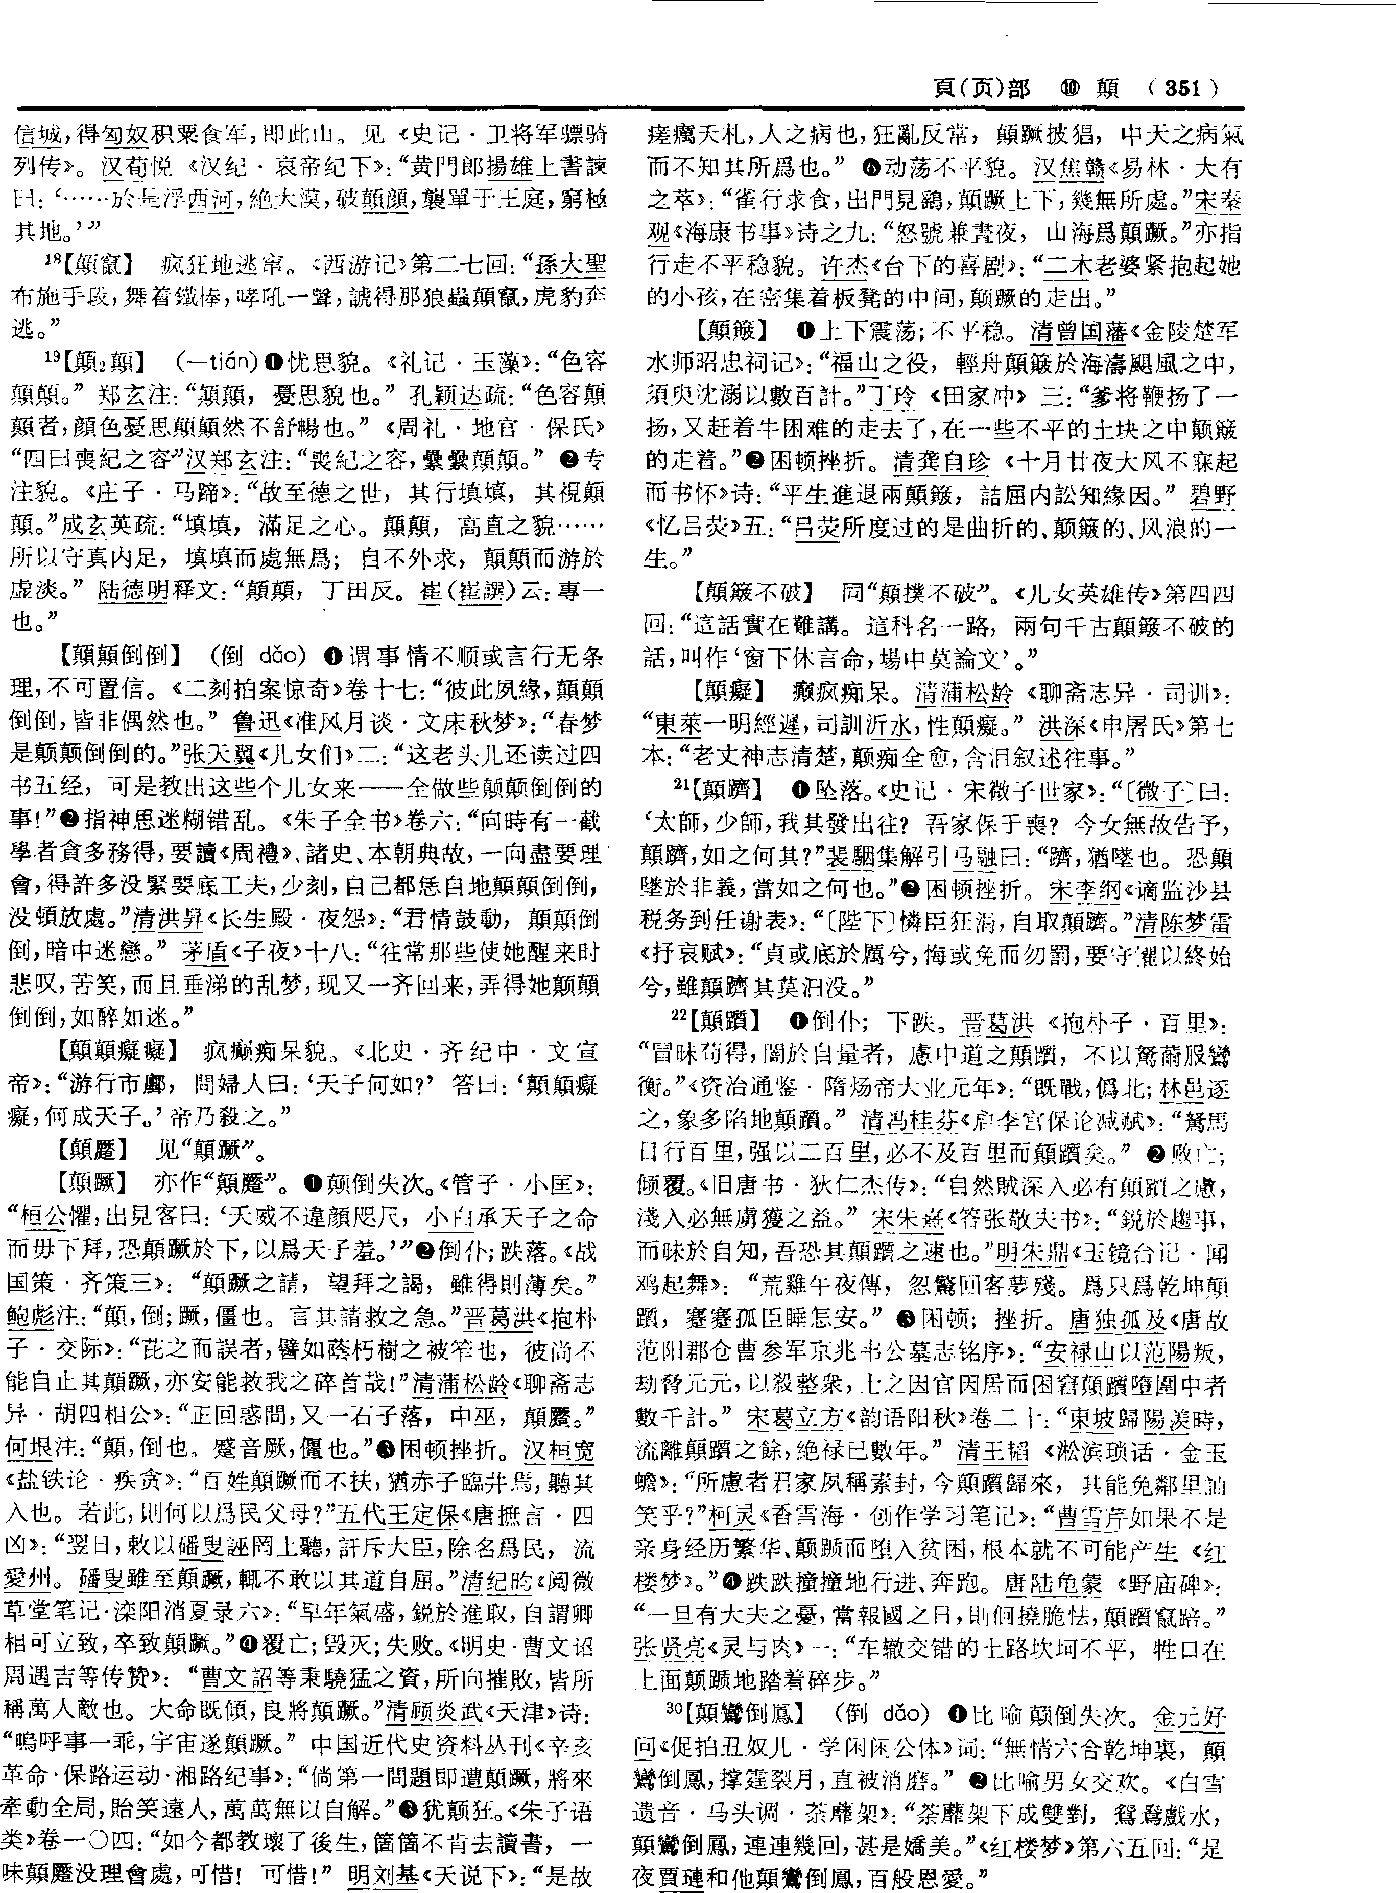 頁(页)部 ⑩ 顛 (351)
信城,得匈奴积粟食军,即此山。见《史记·卫将军骠骑
列传》。汉荀悦《汉纪·哀帝纪下》:“黄門郎揚雄上書諫
曰:‘……於是浮西河,絶大漠,破顛顔,襲單于王庭,窮極
其地。’”
18【顛竄】 疯狂地逃窜。《西游记》第二七回:“孫大聖
布施手段,舞着鐵棒,哮吼一聲,諕得那狼蟲顛竄,虎豹奔
逃。”
19【顛2顛】 (—tián)❶忧思貌。《礼记·玉藻》:“色容
顛顛。”郑玄注:“顛顛,憂思貌也。”孔颖达疏:“色容顛
顛者,顔色憂思顛顛然不舒暢也。”《周礼·地官·保氏》
“四曰喪紀之容”汉郑玄注:“喪紀之容,纍纍顛顛。”❷专
注貌。《庄子·马蹄》:“故至德之世,其行填填,其視顛
顛。”成玄英疏:“填填,滿足之心。顛顛,高直之貌……
所以守真内足,填填而處無爲;自不外求,顛顛而游於
虚淡。”陆德明释文:“顛顛,丁田反。崔(崔譔)云:專一
也。”
【顛顛倒倒】 (倒 dǎo)❶谓事情不顺或言行无条
理,不可置信。《二刻拍案惊奇》卷十七:“彼此夙緣,顛顛
倒倒,皆非偶然也。”鲁迅《准风月谈·文床秋梦》:“春梦
是颠颠倒倒的。”张天翼《儿女们》二:“这老头儿还读过四
书五经,可是教出这些个儿女来——全做些颠颠倒倒的
事!”❷指神思迷糊错乱。《朱子全书》卷六:“向時有一截
學者貪多務得,要讀《周禮》、諸史、本朝典故,一向盡要理
會,得許多没緊要底工夫,少刻,自己都恁自地顛顛倒倒,
没頓放處。”清洪昇《长生殿·夜怨》:“君情鼓動,顛顛倒
倒,暗中迷戀。”茅盾《子夜》十八:“往常那些使她醒来时
悲叹,苦笑,而且垂涕的乱梦,现又一齐回来,弄得她颠颠
倒倒,如醉如迷。”
【顛顛癡癡】 疯癫痴呆貌。《北史·齐纪中·文宣
帝》:“游行市廛,問婦人曰:‘天子何如?’答曰:‘顛顛癡
癡,何成天子。’帝乃殺之。”
【顛蹷】 见“顛蹶”。
【顛蹶】 亦作“顛蹷”。❶颠倒失次。《管子·小匡》:
“桓公懼,出見客曰:‘天威不違顔咫尺,小白承天子之命
而毋下拜,恐顛蹶於下,以爲天子羞。’”❷倒仆;跌落。《战
国策·齐策三》:“顛蹶之請,望拜之謁,雖得則薄矣。”
鲍彪注:“顛,倒;蹶,僵也。言其請救之急。”晋葛洪《抱朴
子·交际》:“芘之而誤者,譬如蔭朽樹之被笮也,彼尚不
能自止其顛蹶,亦安能救我之碎首哉!”清蒲松龄《聊斋志
异·胡四相公》:“正回惑間,又一石子落,中巫,顛蹷。”
何垠注:“顛,倒也。蹷音厥,僵也。”❸困顿挫折。汉桓宽
《盐铁论·疾贪》:“百姓顛蹶而不扶,猶赤子臨井焉,聽其
入也。若此,則何以爲民父母?”五代王定保《唐摭言·四
凶》:“翌日,敕以磻叟誣罔上聽,訐斥大臣,除名爲民,流
愛州。磻叟雖至顛蹶,輒不敢以其道自屈。”清纪昀《阅微
草堂笔记·滦阳消夏录六》:“早年氣盛,鋭於進取,自謂卿
相可立致,卒致顛蹶。”❹覆亡;毁灭;失败。《明史·曹文诏
周遇吉等传赞》:“曹文詔等秉驍猛之資,所向摧敗,皆所
稱萬人敵也。大命既傾,良將顛蹶。”清顾炎武《天津》诗:
“嗚呼事一乖,宇宙遂顛蹶。”中国近代史资料丛刊《辛亥
革命·保路运动·湘路纪事》:“倘第一問題即遭顛蹶,將來
牽動全局,貽笑遠人,萬萬無以自解。”❺犹颠狂。《朱子语
类》卷一〇四:“如今都教壞了後生,箇箇不肯去讀書,一
味顛蹷没理會處,可惜!可惜!”明刘基《天说下》:“是故
瘥癘夭札,人之病也,狂亂反常,顛蹶披猖,中天之病氣
而不知其所爲也。”❻动荡不平貌。汉焦赣《易林·大有
之萃》:“雀行求食,出門見鷂,顛蹶上下,幾無所處。”宋秦
观《海康书事》诗之九:“怒號兼晝夜,山海爲顛蹶。”亦指
行走不平稳貌。许杰《台下的喜剧》:“二木老婆紧抱起她
的小孩,在密集着板凳的中间,颠蹶的走出。”
【顛簸】 ❶上下震荡;不平稳。清曾国藩《金陵楚军
水师昭忠祠记》:“福山之役,輕舟顛簸於海濤颶風之中,
須臾沈溺以數百計。”丁玲《田家冲》三:“爹将鞭扬了一
扬,又赶着牛困难的走去了,在一些不平的土块之中颠簸
的走着。”❷困顿挫折。清龚自珍《十月廿夜大风不寐起
而书怀》诗:“平生進退兩顛簸,詰屈内訟知緣因。”碧野
《忆吕荧》五:“吕荧所度过的是曲折的、颠簸的、风浪的一
生。”
【顛簸不破】 同“顛撲不破”。《儿女英雄传》第四四
回:“這話實在難講。這科名一路,兩句千古顛簸不破的
話,叫作‘窗下休言命,場中莫論文’。”
【顛癡】 癫疯痴呆。清蒲松龄《聊斋志异·司训》:
“東萊一明經遲,司訓沂水,性顛癡。”洪深《申屠氏》第七
本:“老丈神志清楚,颠痴全愈,含泪叙述往事。”
21【顛隮】 ❶坠落。《史记·宋微子世家》:“〔微子〕曰:
‘太師,少師,我其發出往?吾家保于喪?今女無故告予,
顛躋,如之何其?”裴駰集解引马融曰:“躋,猶墜也。恐顛
墜於非義,當如之何也。”❷困顿挫折。宋李纲《谪监沙县
税务到任谢表》:“〔陛下〕憐臣狂涓,自取顛隮。”清陈梦雷
《抒哀赋》:“貞或底於厲兮,悔或免而勿罰,要守罹以終始
兮,雖顛躋其莫汨没。”
22【顛躓】 ❶倒仆;下跌。晋葛洪《抱朴子·百里》:
“冒昧苟得,闇於自量者,慮中道之顛躓,不以駑薾服鸞
衡。”《资治通鉴·隋炀帝大业元年》:“既戰,僞北;林邑逐
之,象多陷地顛躓。”清冯桂芬《启李宫保论减赋》:“駑馬
日行百里,强以二百里,必不及百里而顛躓矣。”❷败亡;
倾覆。《旧唐书·狄仁杰传》:“自然賊深入必有顛躓之慮,
淺入必無虜獲之益。”宋朱熹《答张敬夫书》:“鋭於趨事,
而昧於自知,吾恐其顛躓之速也。”明朱鼎《玉镜台记·闻
鸡起舞》:“荒雞午夜傳,忽驚回客夢殘。爲只爲乾坤顛
躓,蹇蹇孤臣睡怎安。”❸困顿;挫折。唐独孤及《唐故
范阳郡仓曹参军京兆韦公墓志铭序》:“安禄山以范陽叛,
劫脅元元,以殺整衆,士之因官因居而困窘顛躓墮圍中者
數千計。”宋葛立方《韵语阳秋》卷二十:“東坡歸陽羡時,
流離顛躓之餘,绝禄已數年。”清王韬《淞滨琐话·金玉
蟾》:“所慮者君家夙稱素封,今顛躓歸來,其能免鄰里訕
笑乎?”柯灵《香雪海·创作学习笔记》:“曹雪芹如果不是
亲身经历繁华、颠踬而堕入贫困,根本就不可能产生《红
楼梦》。”❹跌跌撞撞地行进、奔跑。唐陆龟蒙《野庙碑》:
“一旦有大夫之憂,當報國之日,則佪撓脆怯,顛躓竄踣。”
张贤亮《灵与肉》一:“车辙交错的土路坎坷不平,牲口在
上面颠踬地踏着碎步。”
30【顛鸞倒鳳】 (倒 dǎo)❶比喻颠倒失次。金元好
问《促拍丑奴儿·学闲闲公体》词:“無情六合乾坤裏,顛
鸞倒鳳,撑霆裂月,直被消磨。”❷比喻男女交欢。《白雪
遗音·马头调·荼蘼架》:“荼蘼架下成雙對,鴛鴦戲水,
顛鸞倒鳳,連連幾回,甚是嬌美。”《红楼梦》第六五回:“是
夜賈璉和他顛鸞倒鳳,百般恩愛。”